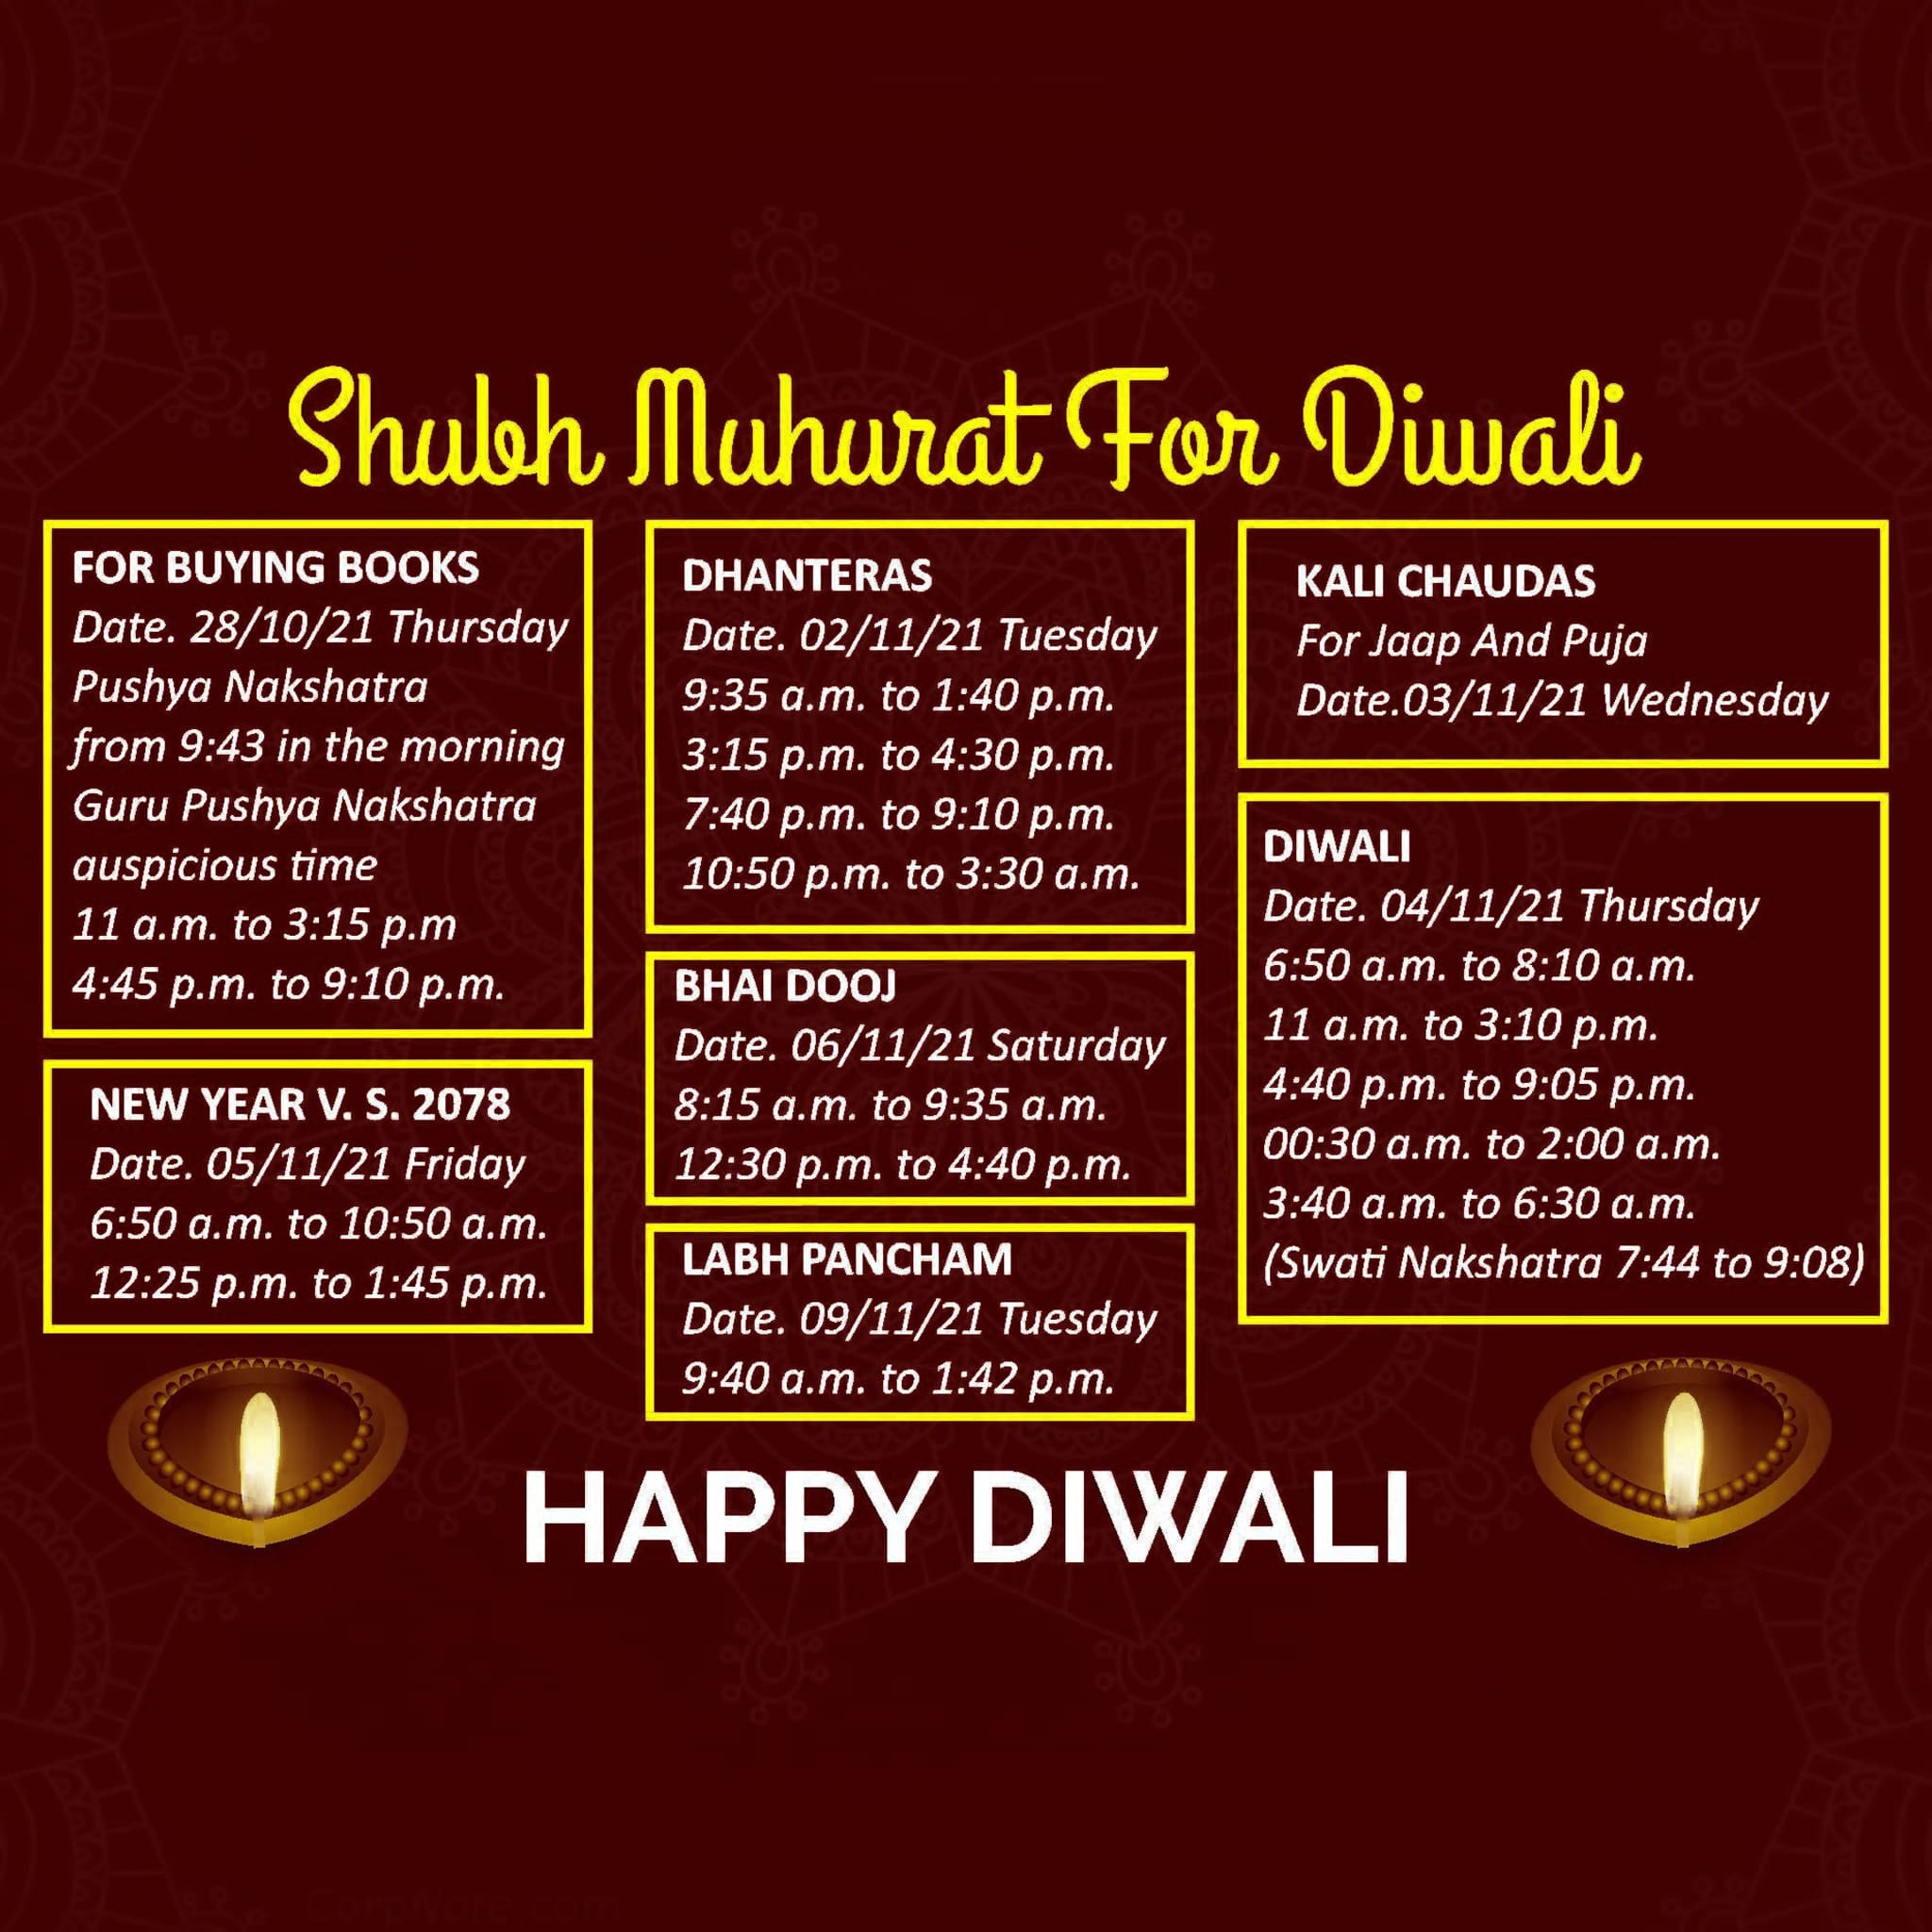 Shubh Muhurat For Diwali
FOR BUYING BOOKS
Date. 28/10/21 Thursday
Pushya Nakshatra
from 9:43 in the morning
Guru Pushya Nakshatra
auspicious time
11 a.m. to 3:15 p.m
4:45 p.m. to 9:10 p.m.
NEW YEAR V. S. 2078
Date. 05/11/21 Friday
6:50 a.m. to 10:50 a.m.
12:25 p.m. to 1:45 p.m.
DHANTERAS
Date. 02/11/21 Tuesday
9:35 a.m. to 1:40 p.m.
3:15 p.m. to 4:30 p.m.
7:40 p.m. to 9:10 p.m.
10:50 p.m. to 3:30 a.m.
BHAI DOOJ
Date. 06/11/21 Saturday
8:15 a.m. to 9:35 a.m.
12:30 p.m. to 4:40 p.m.
LABH PANCHAM
Date. 09/11/21 Tuesday
9:40 a.m. to 1:42 p.m.
KALI CHAUDAS
For Jaap And Puja
Date.03/11/21 Wednesday
DIWALI
Date. 04/11/21 Thursday
6:50 a.m. to 8:10 a.m.
11 a.m. to 3:10 p.m.
4:40 p.m. to 9:05 p.m.
00:30 a.m. to 2:00 a.m.
3:40 a.m. to 6:30 a.m.
(Swati Nakshatra 7:44 to 9:08)
HAPPY DIWALI